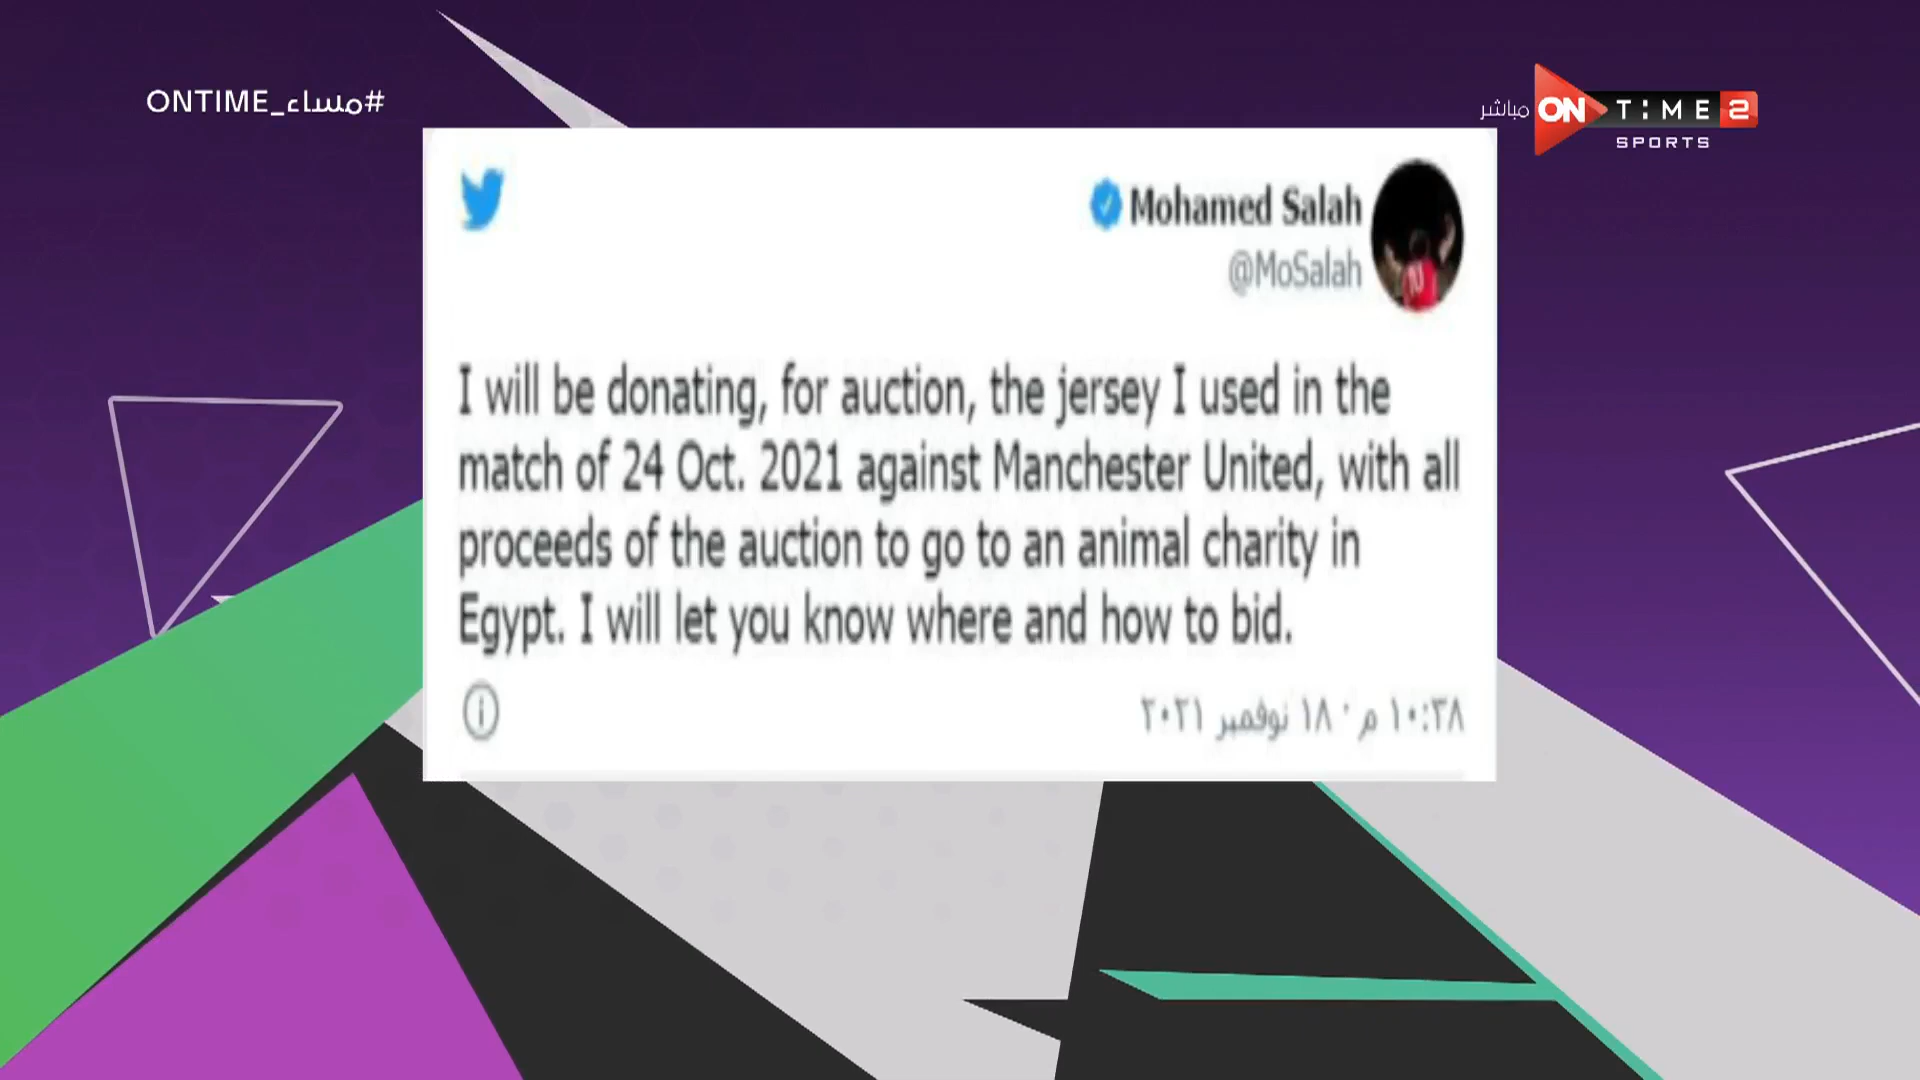 #مساء_ONTIME
مباشر ON TIME 2
SPORTS
Mohamed Salah
@MoSalah
I will be donating, for auction, the jersey I used in the
match of 24 Oct. 2021 against Manchester United, with all
proceeds of the auction to go to an animal charity in
Egypt. I will let you know where and how to bid.
١٠:٣٨ م · ١٨ نوفمبر ٢٠٢١